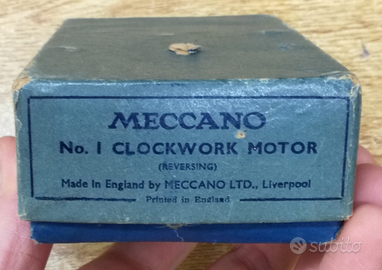 MECCANO
No. 1 CLOCKWORK MOTOR
(REVERSING)
Made in England by MECCANO LTD., Liverpool
Printed in England
subito